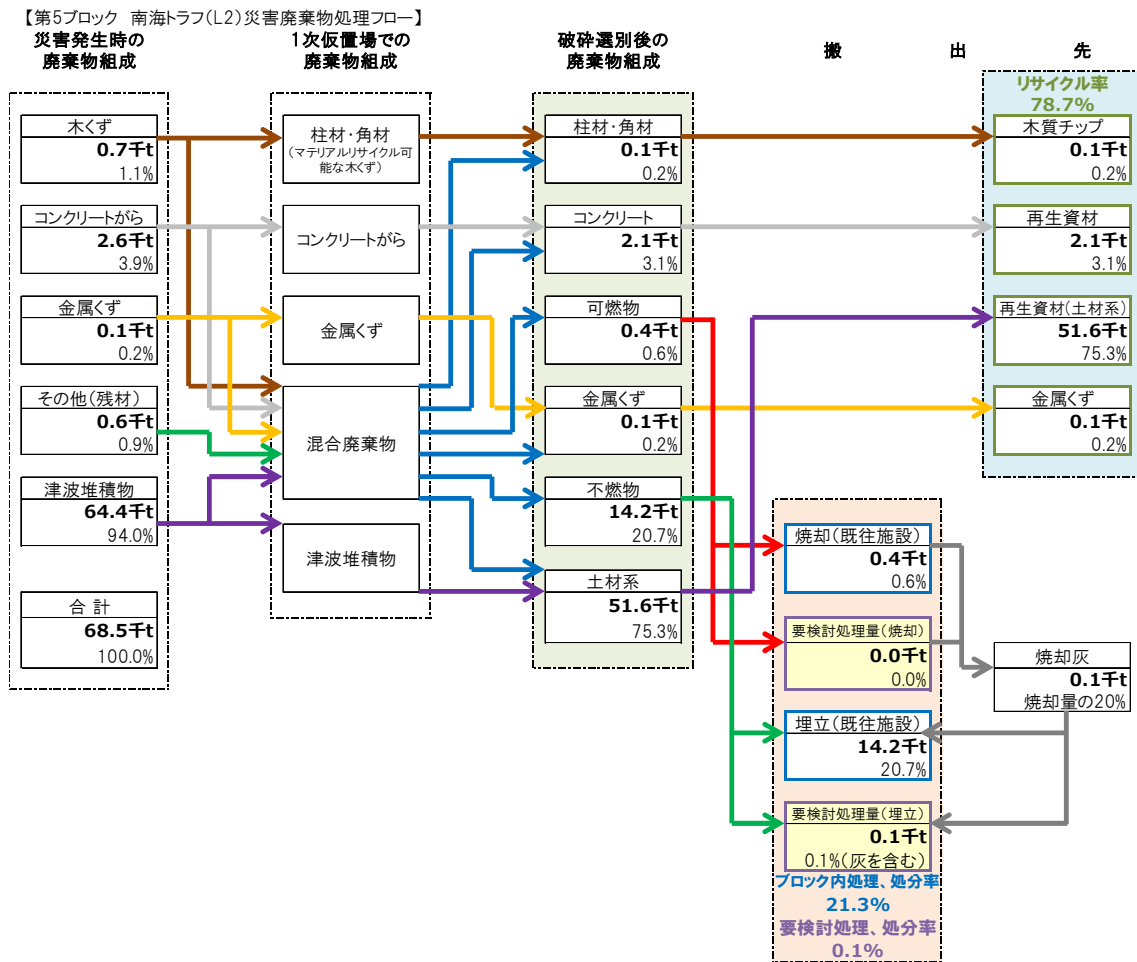 【第5ブロック 南海トラフ(L2)災害廃棄物処理フロー】
災害発生時の
廃棄物組成
木くず
0.7千t
1.1%
コンクリートがら
2.6千t
3.9%
金属くず
0.1千t
0.2%
その他(残材)
0.6千t
0.9%
津波堆積物
64.4千t
94.0%
合計
68.5千t
100.0%
1次仮置場での
廃棄物組成
柱材・角材
(マテリアルリサイクル可
能な木くず)
コンクリートがら
金属くず
混合廃棄物
津波堆積物
破砕選別後の
廃棄物組成
柱材・角材
0.1千t
0.2%
コンクリート
2.1千t
3.1%
可燃物
0.4千t
0.6%
金属くず
0.1千t
0.2%
不燃物
14.2千t
20.7%
土材系
51.6千t
75.3%
搬 出 先
リサイクル率
78.7%
木質チップ
0.1千t
0.2%
再生資材
2.1千t
3.1%
再生資材(土材系)
51.6千t
75.3%
金属くず
0.1千t
0.2%
焼却(既往施設)
0.4千t
0.6%
要検討処理量(焼却)
0.0千t
0.0%
埋立(既往施設)
14.2千t
20.7%
要検討処理量(埋立)
0.1千t
0.1%(灰を含む)
ブロック内処理、処分率
21.3%
要検討処理、処分率
0.1%
焼却灰
0.1千t
焼却量の20%